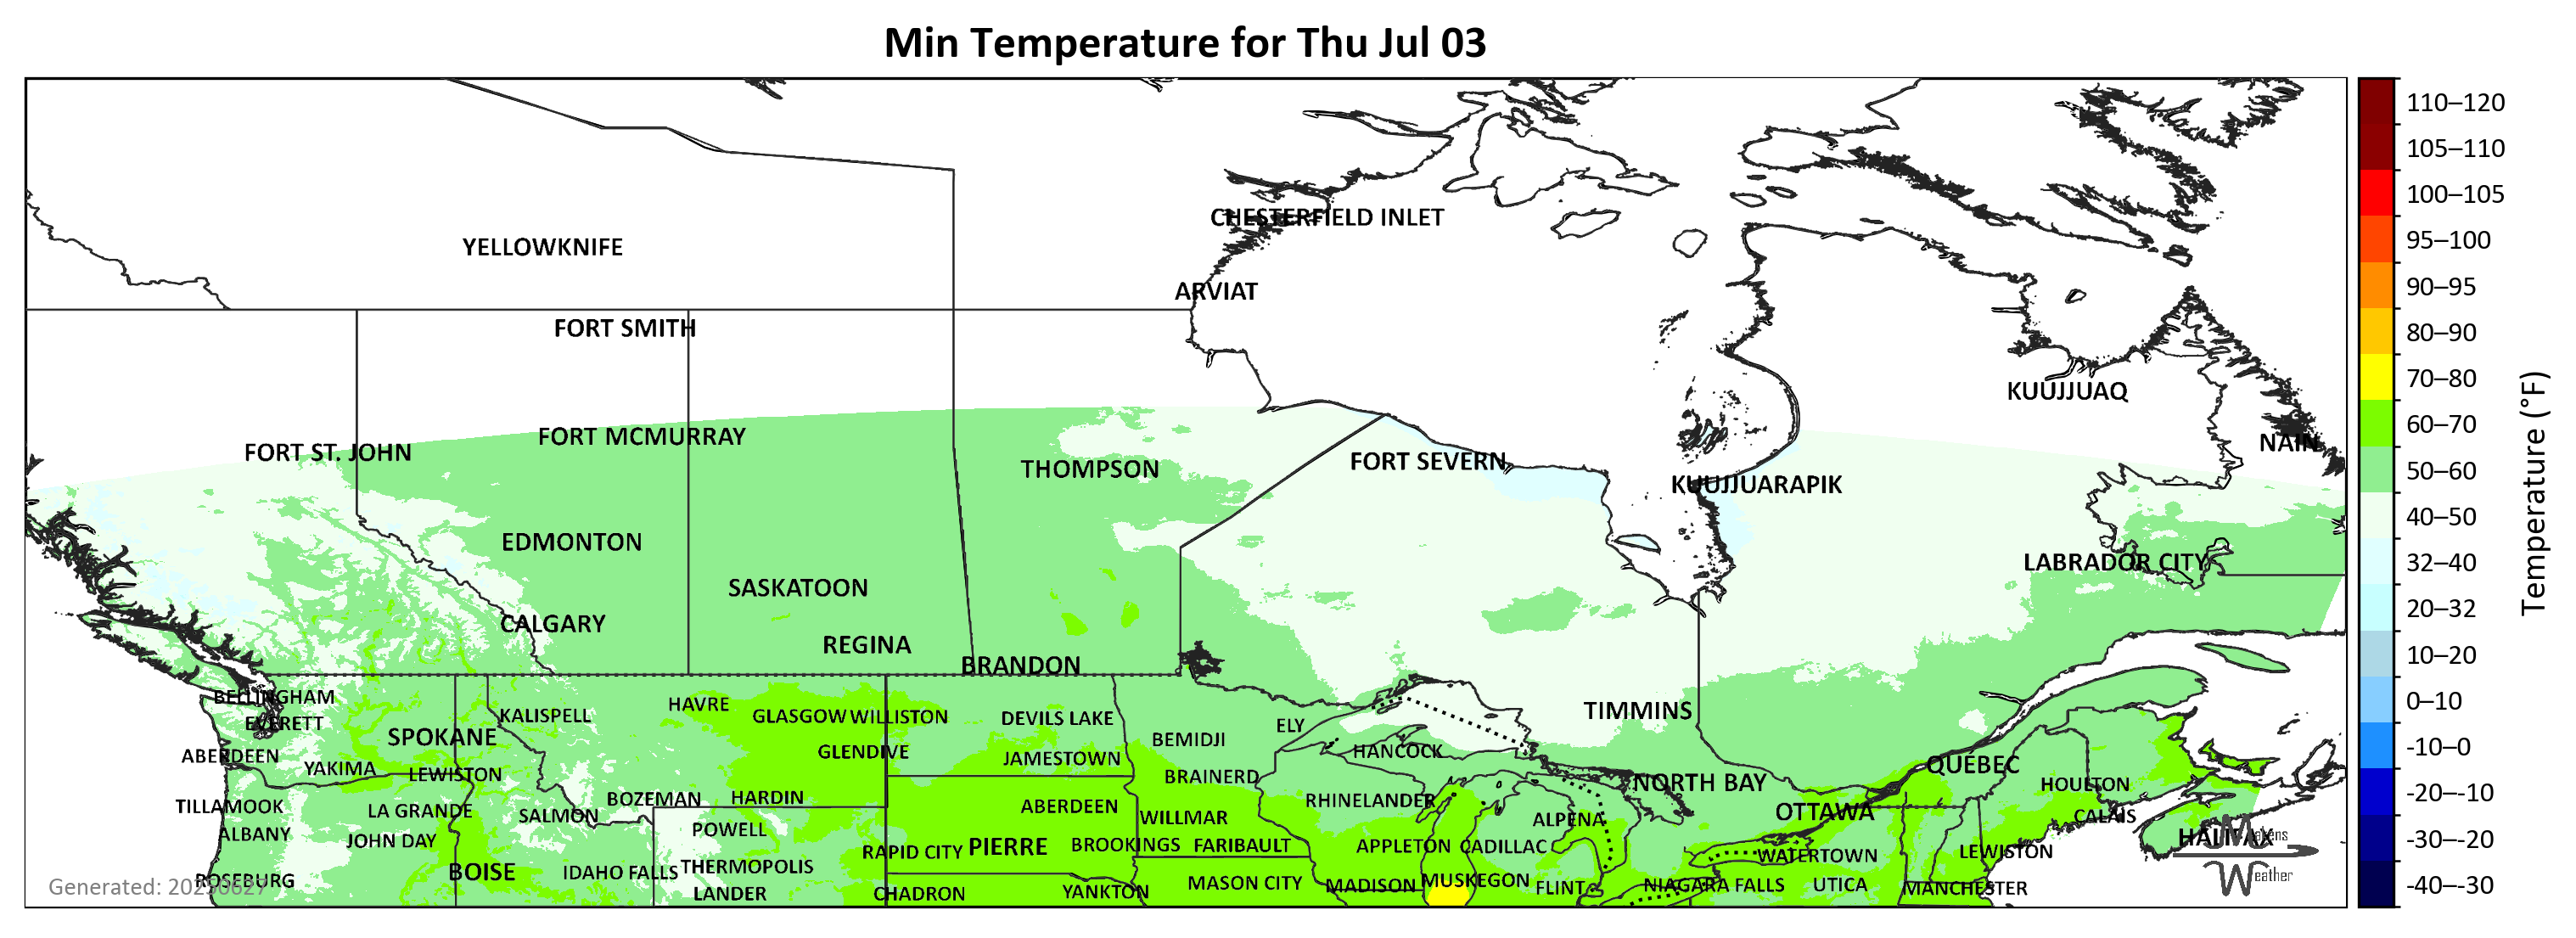 Min Temperature for Thu Jul 03
CHESTERFIELD INLET
YELLOWKNIFE
ARVIAT
FORT SMITH
KUUJJUAQ
FORT MCMURRAY
FORT ST. JOHN
NAIN
THOMPSON
FORT SEVERN
KUUJJUARAPIK
EDMONTON
LABRADOR CITY
SASKATOON
CALGARY
REGINA
BRANDON
BELLINGHAM
HAVRE
TIMMINS
KALISPELL
GLASGOW
WILLISTON
DEVILS LAKE
EVERETT
ELY
SPOKANE
BEMIDJI
ABERDEEN
GLENDIVE
HANCOCK
JAMESTOWN
QUÉBEC
YAKIMA
LEWISTON
BRAINERD
NORTH BAY
HOULTON
BOZEMAN
HARDIN
RHINELANDER
TILLAMOOK
LA GRANDE
ABERDEEN
SALMON
WILLMAR
ALPENA
OTTAWA
CALAIS
ALBANY
JOHN DAY
POWELL
HALIFAX
RAPID CITY
PIERRE
BROOKINGS
FARIBAULT
APPLETON
CADILLAC
WATERTOWN
LEWISTON
BOISE
IDAHO FALLS
THERMOPOLIS
ROSEBURG
MASON CITY
MADISON
MUSKEGON
FLINT
NIAGARA FALLS
UTICA
MANCHESTER
LANDER
CHADRON
YANKTON
Generated: 20250627
Makens
Weather
110–120
105–110
100–105
95–100
90–95
80–90
70–80
60–70
50–60
40–50
32–40
20–32
10–20
0–10
-10–0
-20–-10
-30–-20
-40–-30
Temperature (°F)